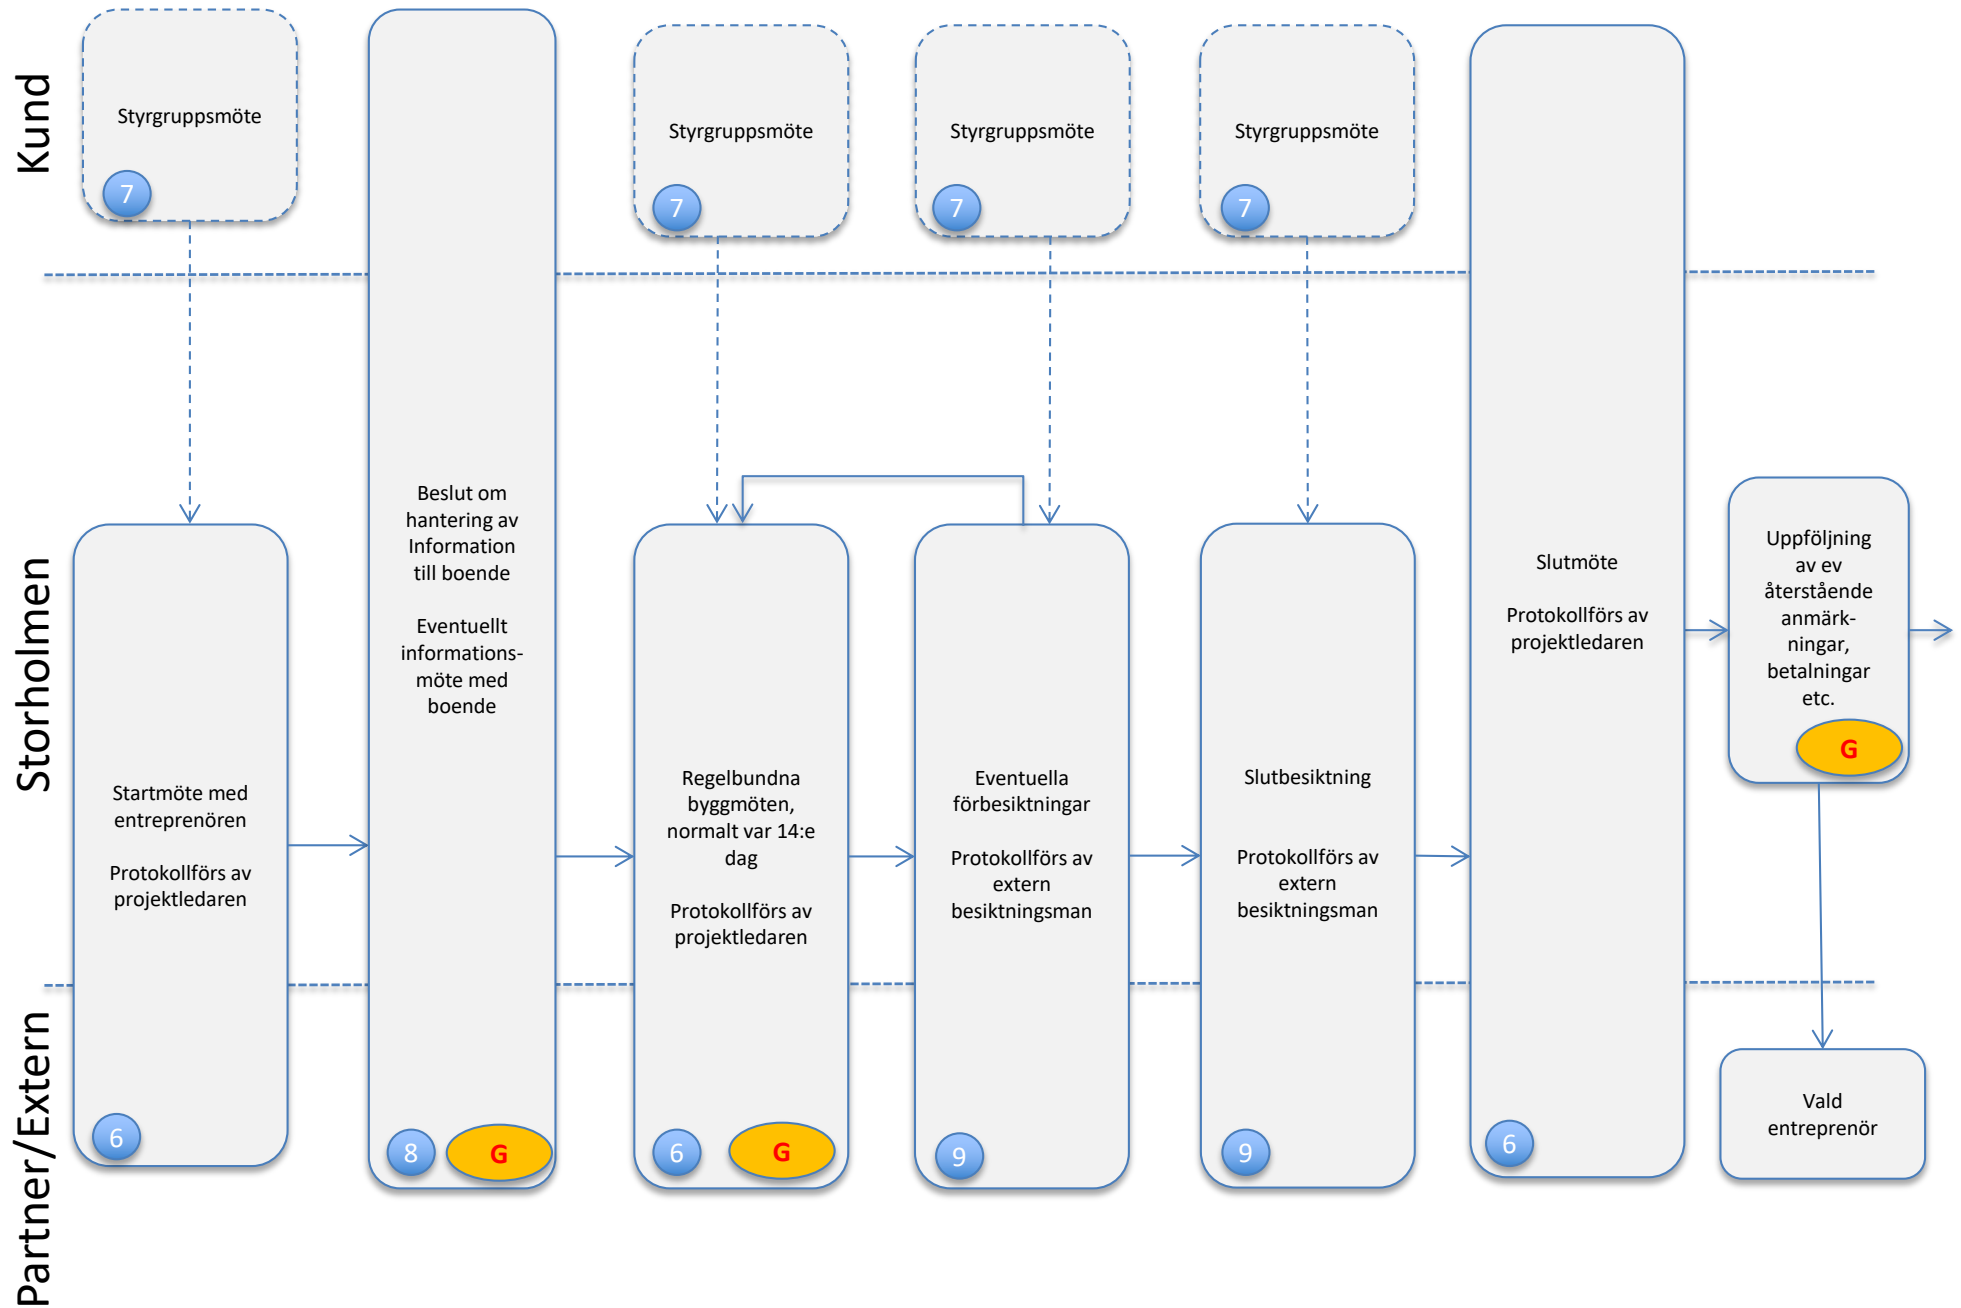 Kund
Styrgruppsmöte
7
Styrgruppsmöte
7
Styrgruppsmöte
7
Styrgruppsmöte
7
Storholmen
Partner/Extern
Startmöte med
entreprenören
Protokollförs av
projektledaren
6
Beslut om
hantering av
Information
till boende
Eventuellt
informations-
möte med
boende
8
G
Regelbundna
byggmöten,
normalt var 14:e
dag
Protokollförs av
projektledaren
6
G
Eventuella
förbesiktningar
Protokollförs av
extern
besiktningsman
9
Slutbesiktning
Protokollförs av
extern
besiktningsman
9
Slutmöte
Protokollförs av
projektledaren
6
Uppföljning
av ev
återstående
anmärk-
ningar,
betalningar
etc.
G
Vald
entreprenör